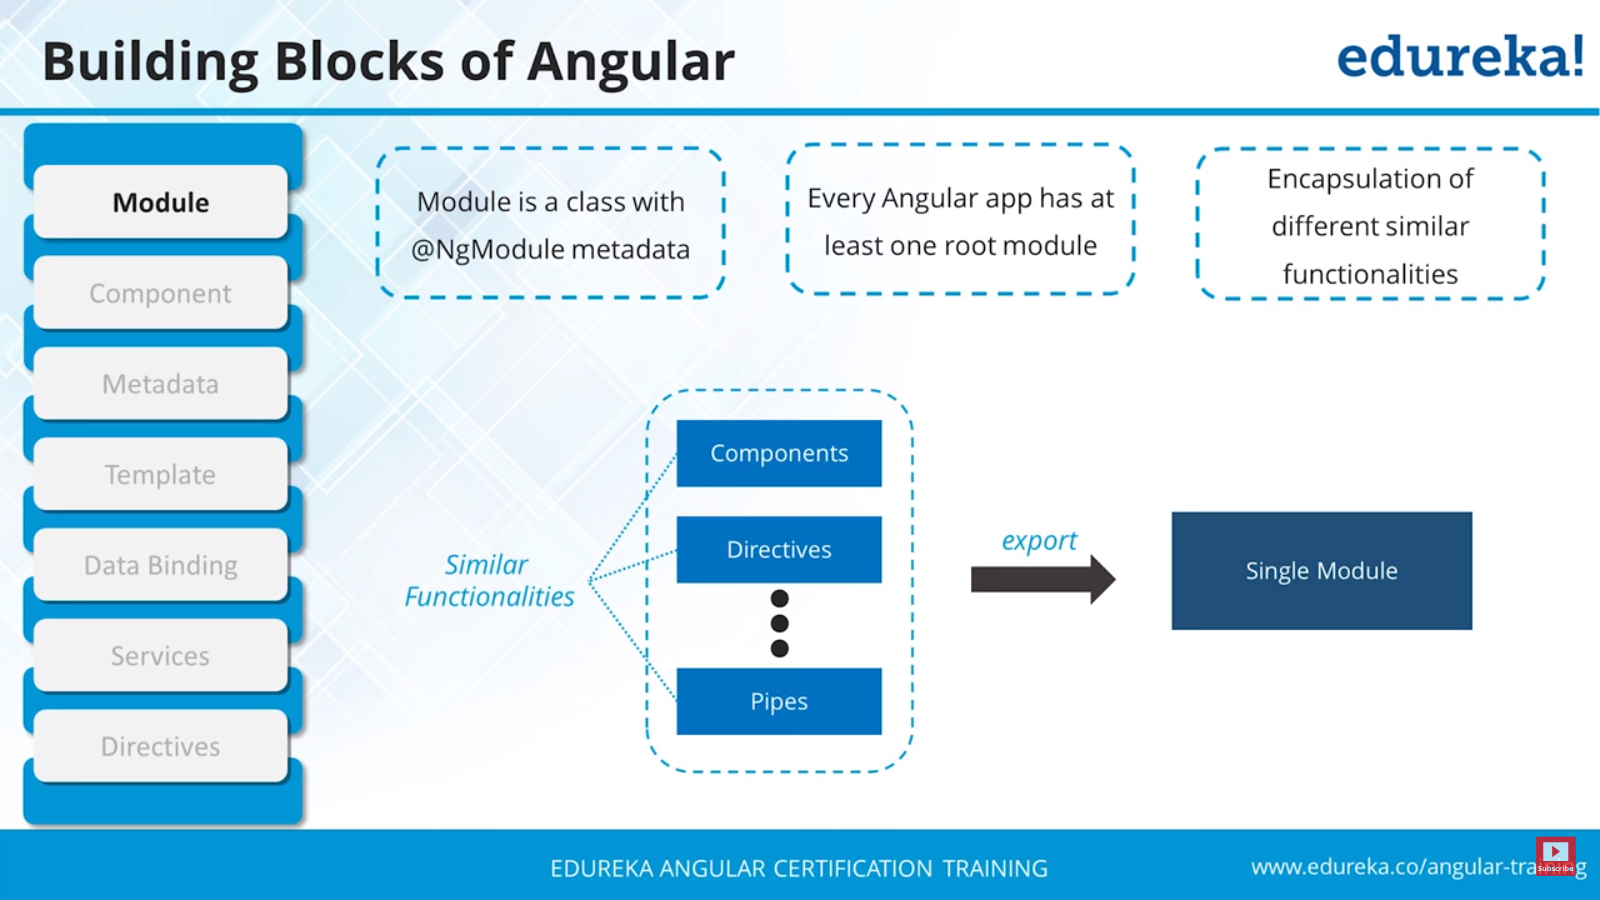 Building Blocks of Angular
edureka!
Module
Component
Metadata
Template
Data Binding
Services
Directives
Module is a class with
@NgModule metadata
Every Angular app has at
least one root module
Encapsulation of
different similar
functionalities
Similar
Functionalities
Components
Directives
Pipes
export
Single Module
EDUREKA ANGULAR CERTIFICATION TRAINING
www.edureka.co/angular-training
Subscribe